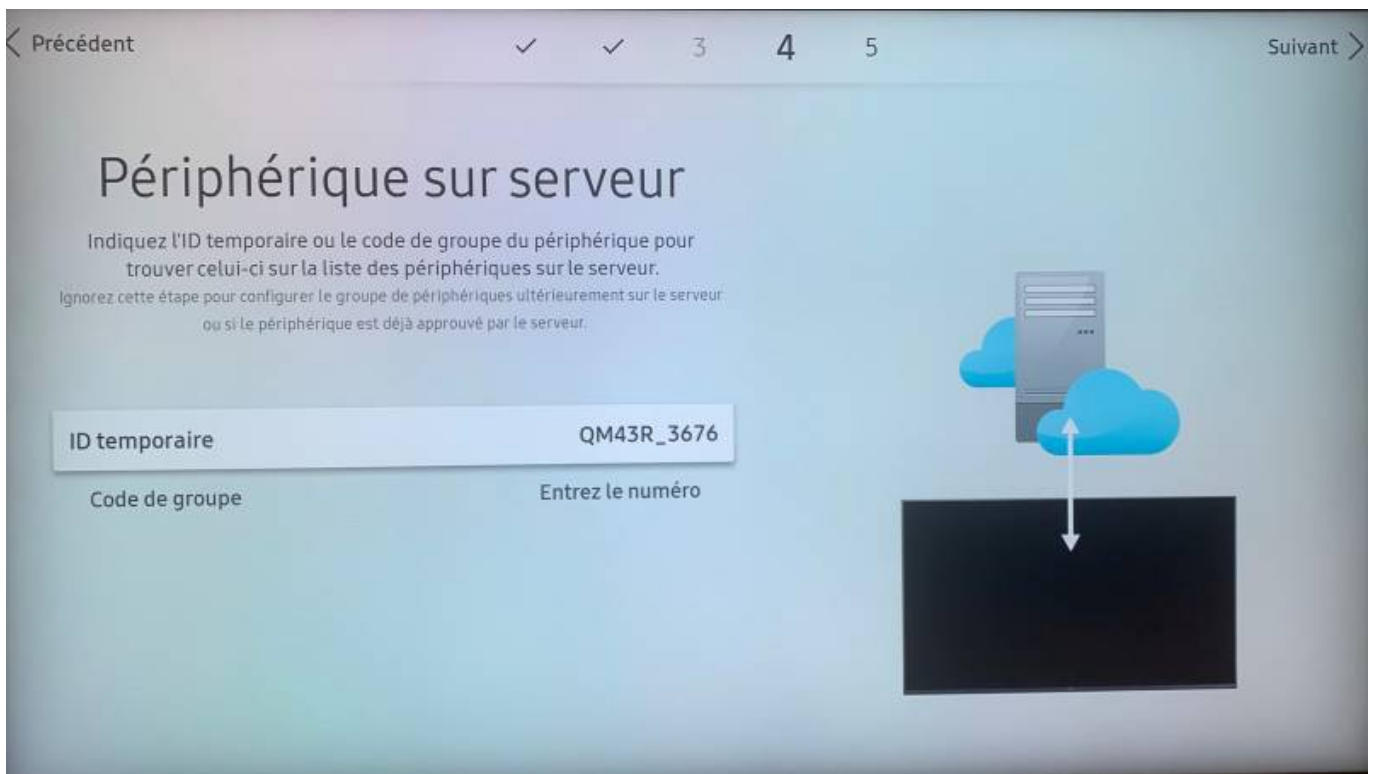 Précédent
3
4
5
Suivant
Périphérique sur serveur
Indiquez l'ID temporaire ou le code de groupe du périphérique pour
trouver celui-ci sur la liste des périphériques sur le serveur.
Ignorez cette étape pour configurer le groupe de périphériques ultérieurement sur le serveur
ou si le périphérique est déjà approuvé par le serveur.
ID temporaire QM43R_3676
Code de groupe Entrez le numéro